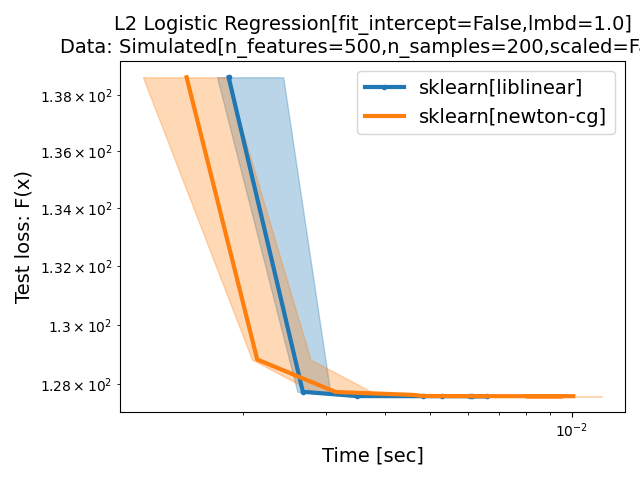 L2 Logistic Regression[fit_intercept=False,lmbd=1.0]
Data: Simulated[n_features=500,n_samples=200,scaled=Fa
sklearn[liblinear]
sklearn[newton-cg]
1.38 × 10²
1.36 × 10²
1.34 × 10²
1.32 × 10²
1.3 × 10²
1.28 × 10²
Test loss: F(x)
10⁻²
Time [sec]